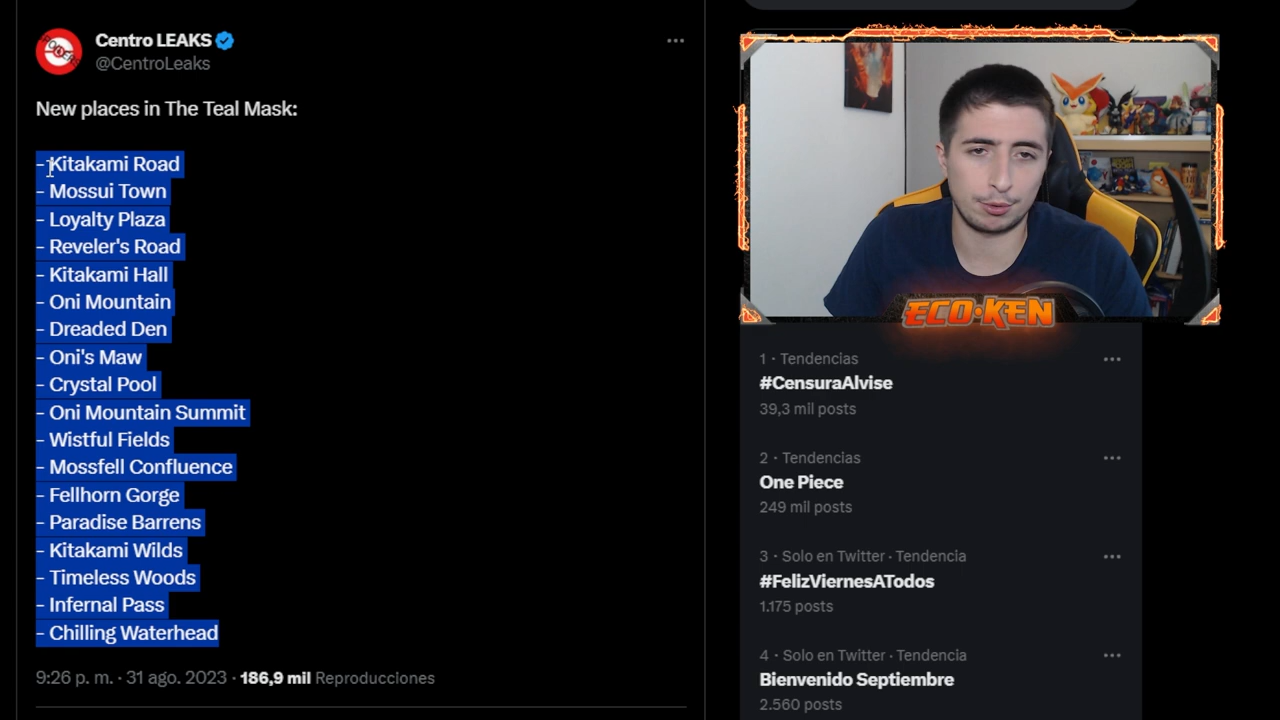 Centro LEAKS
@CentroLeaks
New places in The Teal Mask:
- Kitakami Road
- Mossui Town
- Loyalty Plaza
- Reveler's Road
- Kitakami Hall
- Oni Mountain
- Dreaded Den
- Oni's Maw
- Crystal Pool
- Oni Mountain Summit
- Wistful Fields
- Mossfell Confluence
- Fellhorn Gorge
- Paradise Barrens
- Kitakami Wilds
- Timeless Woods
- Infernal Pass
- Chilling Waterhead
9:26 p. m. · 31 ago. 2023 · 186,9 mil Reproducciones
ECO·KEN
1 · Tendencias
#CensuraAlvise
39,3 mil posts
2 · Tendencias
One Piece
249 mil posts
3 · Solo en Twitter · Tendencia
#FelizViernesATodos
1.175 posts
4 · Solo en Twitter · Tendencia
Bienvenido Septiembre
2.560 posts